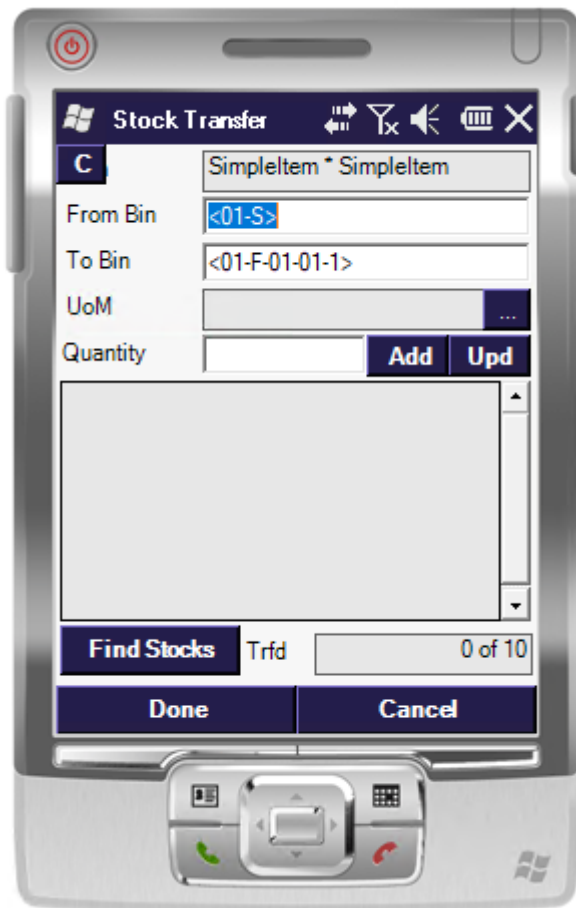 Stock Transfer
C SimpleItem * SimpleItem
From Bin <01-S>
To Bin <01-F-01-01-1>
UoM ...
Quantity Add Upd
Find Stocks Trfd 0 of 10
Done Cancel